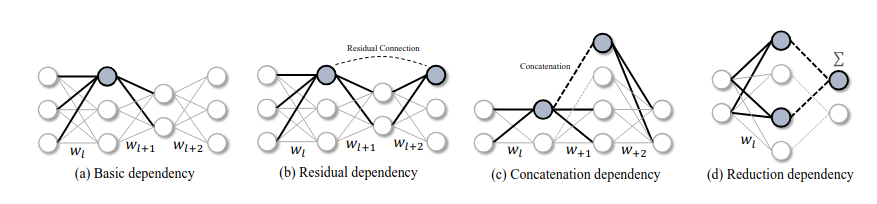 Residual Connection
Concatenation
Σ
w_l
w_{l+1}
w_{l+2}
w_l
w_{l+1}
w_{l+2}
w_l
w_{+1}
w_{+2}
w_l
(a) Basic dependency
(b) Residual dependency
(c) Concatenation dependency
(d) Reduction dependency